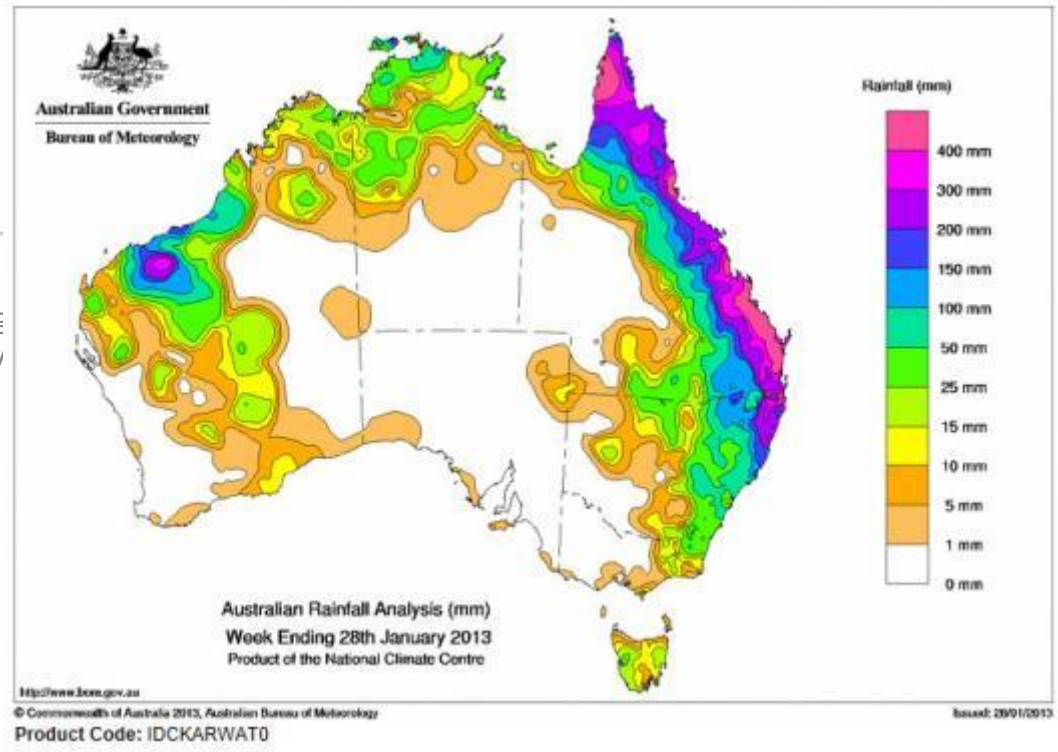 Australian Government
Bureau of Meteorology
Rainfall (mm)
400 mm
300 mm
200 mm
150 mm
100 mm
50 mm
25 mm
15 mm
10 mm
5 mm
1 mm
0 mm
Australian Rainfall Analysis (mm)
Week Ending 28th January 2013
Product of the National Climate Centre
http://www.bom.gov.au
© Commonwealth of Australia 2013, Australian Bureau of Meteorology
Issued: 28/01/2013
Product Code: IDCKARWAT0